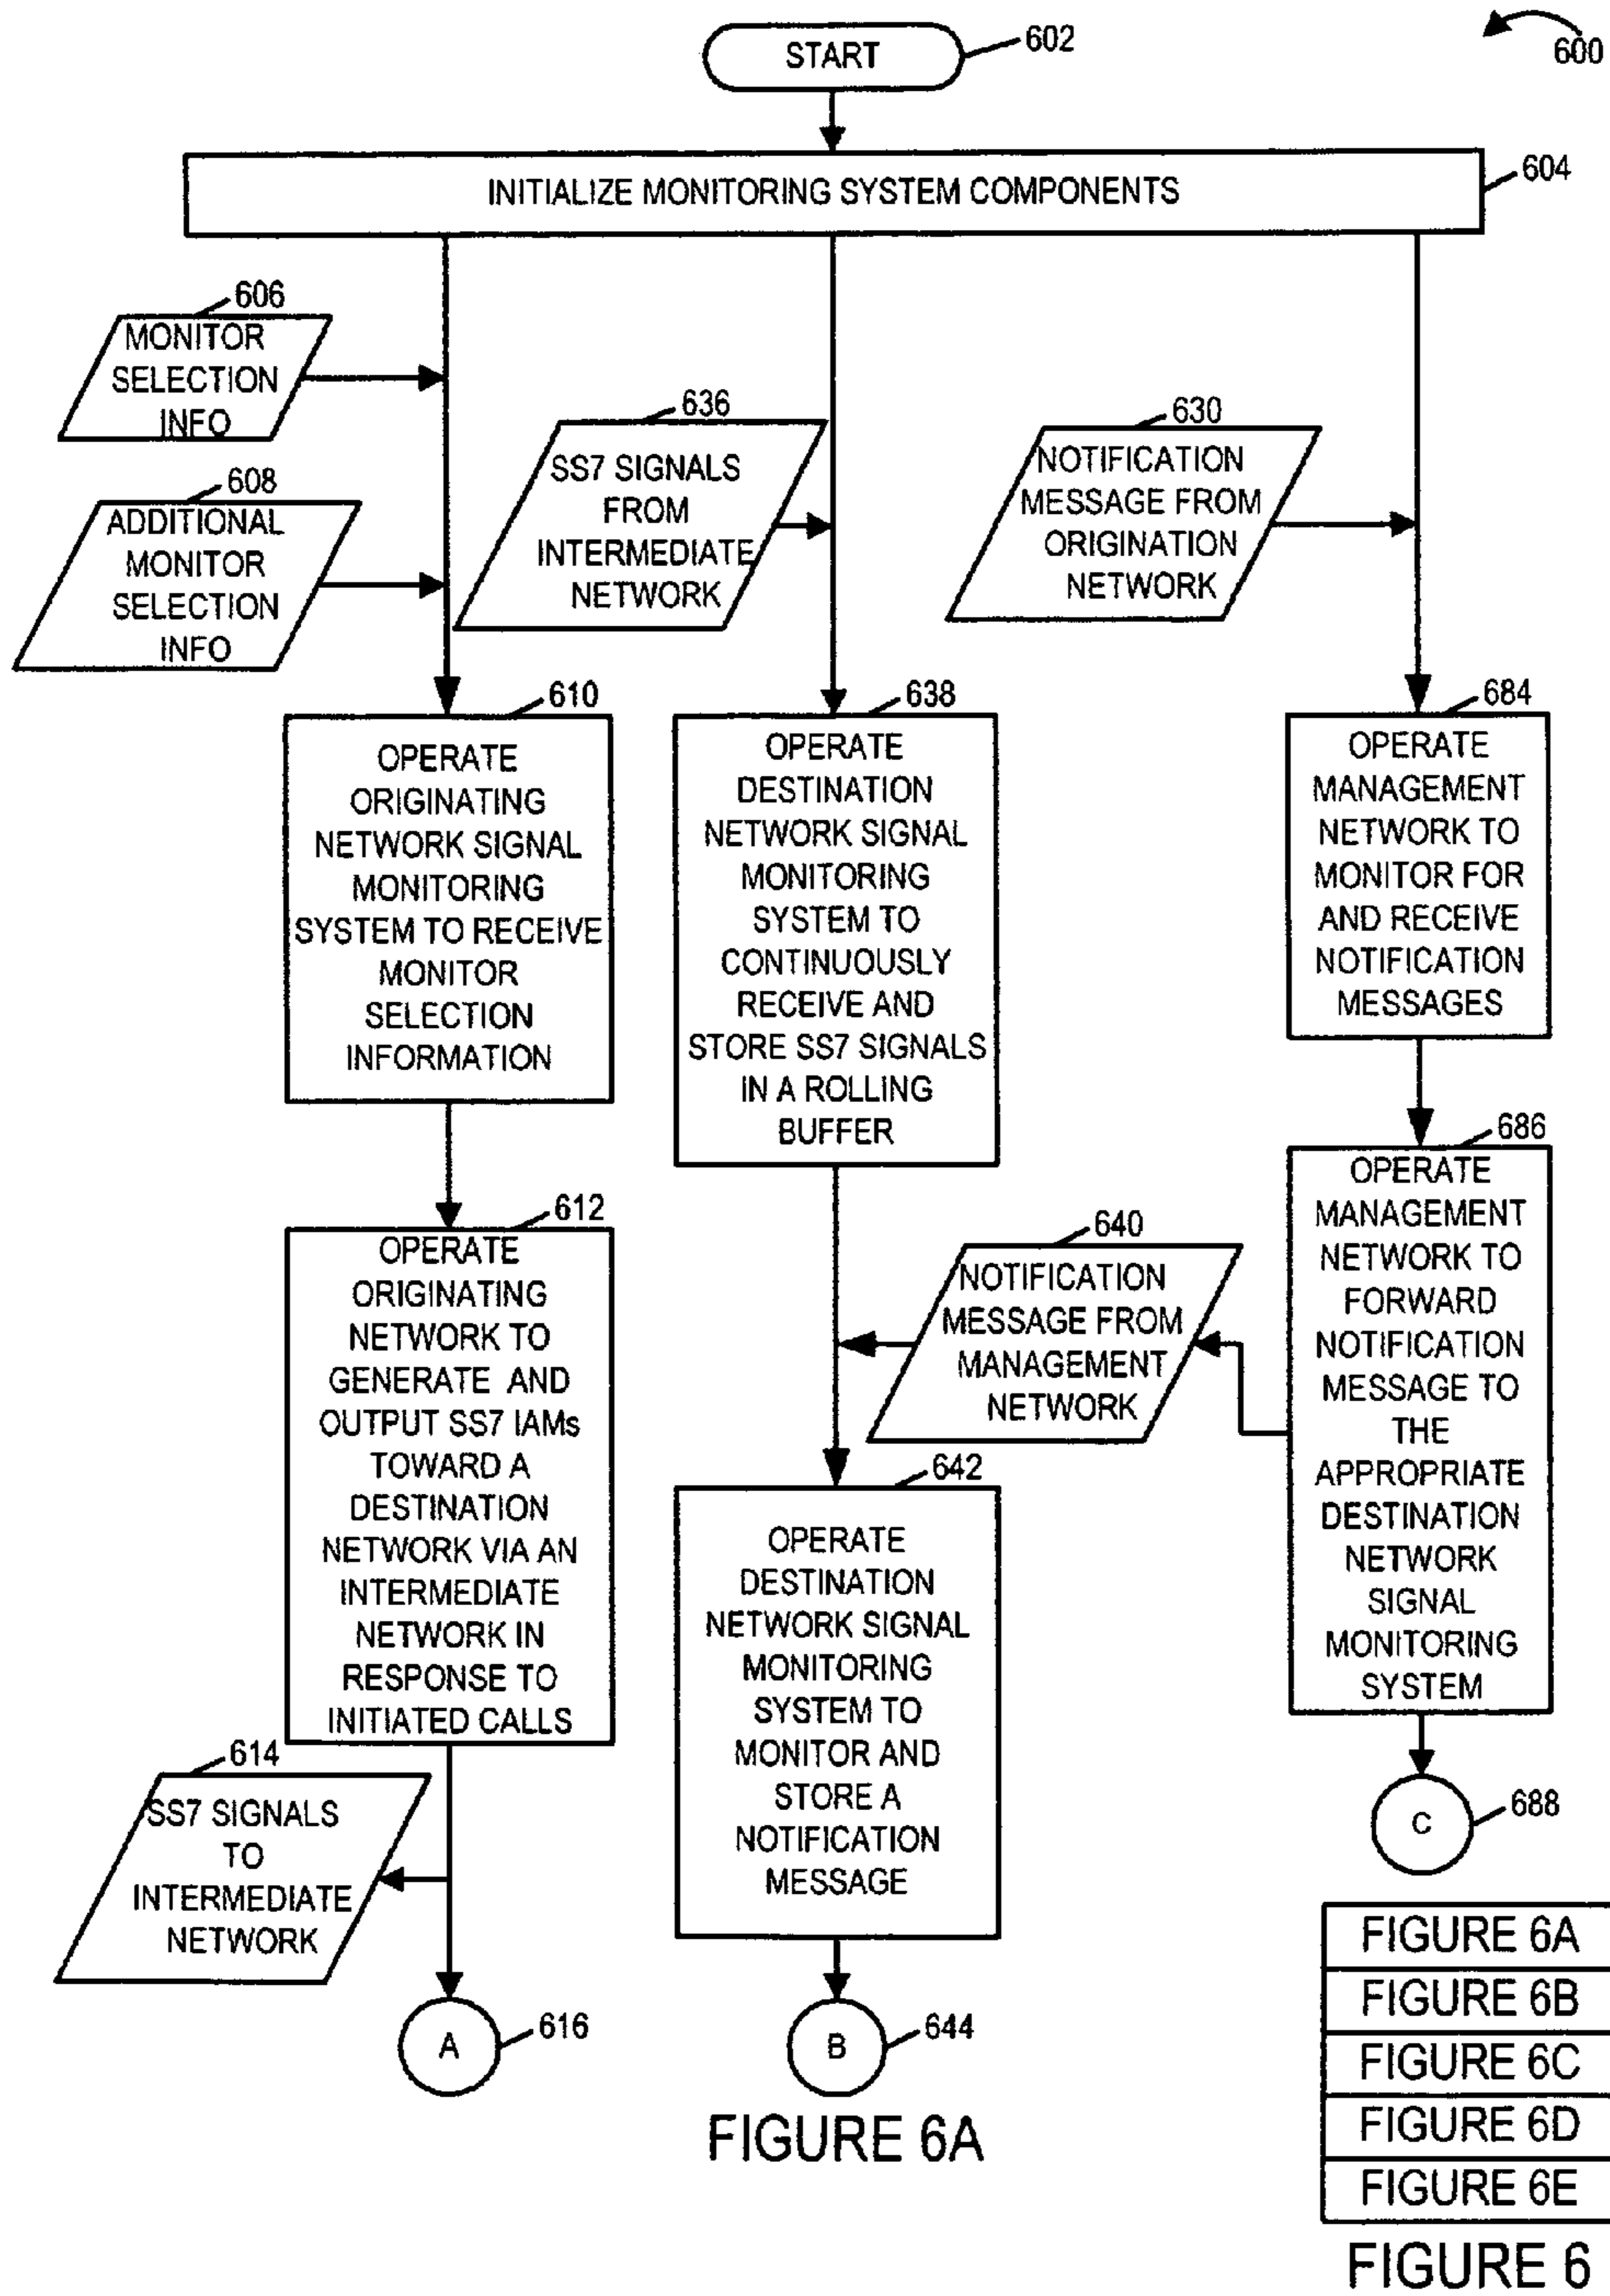 600
START
602
INITIALIZE MONITORING SYSTEM COMPONENTS
604
606
MONITOR
SELECTION
INFO
608
ADDITIONAL
MONITOR
SELECTION
INFO
636
SS7 SIGNALS
FROM
INTERMEDIATE
NETWORK
630
NOTIFICATION
MESSAGE FROM
ORIGINATION
NETWORK
610
OPERATE
ORIGINATING
NETWORK SIGNAL
MONITORING
SYSTEM TO RECEIVE
MONITOR
SELECTION
INFORMATION
638
OPERATE
DESTINATION
NETWORK SIGNAL
MONITORING
SYSTEM TO
CONTINUOUSLY
RECEIVE AND
STORE SS7 SIGNALS
IN A ROLLING
BUFFER
684
OPERATE
MANAGEMENT
NETWORK TO
MONITOR FOR
AND RECEIVE
NOTIFICATION
MESSAGES
612
OPERATE
ORIGINATING
NETWORK TO
GENERATE AND
OUTPUT SS7 IAMs
TOWARD A
DESTINATION
NETWORK VIA AN
INTERMEDIATE
NETWORK IN
RESPONSE TO
INITIATED CALLS
640
NOTIFICATION
MESSAGE FROM
MANAGEMENT
NETWORK
686
OPERATE
MANAGEMENT
NETWORK TO
FORWARD
NOTIFICATION
MESSAGE TO
THE
APPROPRIATE
DESTINATION
NETWORK
SIGNAL
MONITORING
SYSTEM
642
OPERATE
DESTINATION
NETWORK SIGNAL
MONITORING
SYSTEM TO
MONITOR AND
STORE A
NOTIFICATION
MESSAGE
614
SS7 SIGNALS
TO
INTERMEDIATE
NETWORK
C
688
A
616
B
644
FIGURE 6A
FIGURE 6A
FIGURE 6B
FIGURE 6C
FIGURE 6D
FIGURE 6E
FIGURE 6